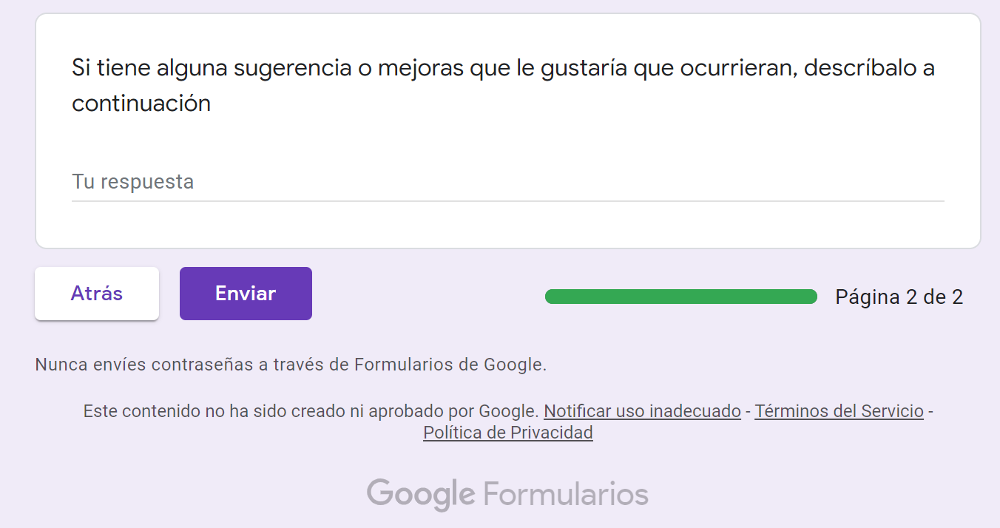 Si tiene alguna sugerencia o mejoras que le gustaría que ocurrieran, descríbalo a
continuación
Tu respuesta
Atrás
Enviar
Página 2 de 2
Nunca envíes contraseñas a través de Formularios de Google.
Este contenido no ha sido creado ni aprobado por Google. Notificar uso inadecuado - Términos del Servicio -
Política de Privacidad
Google Formularios